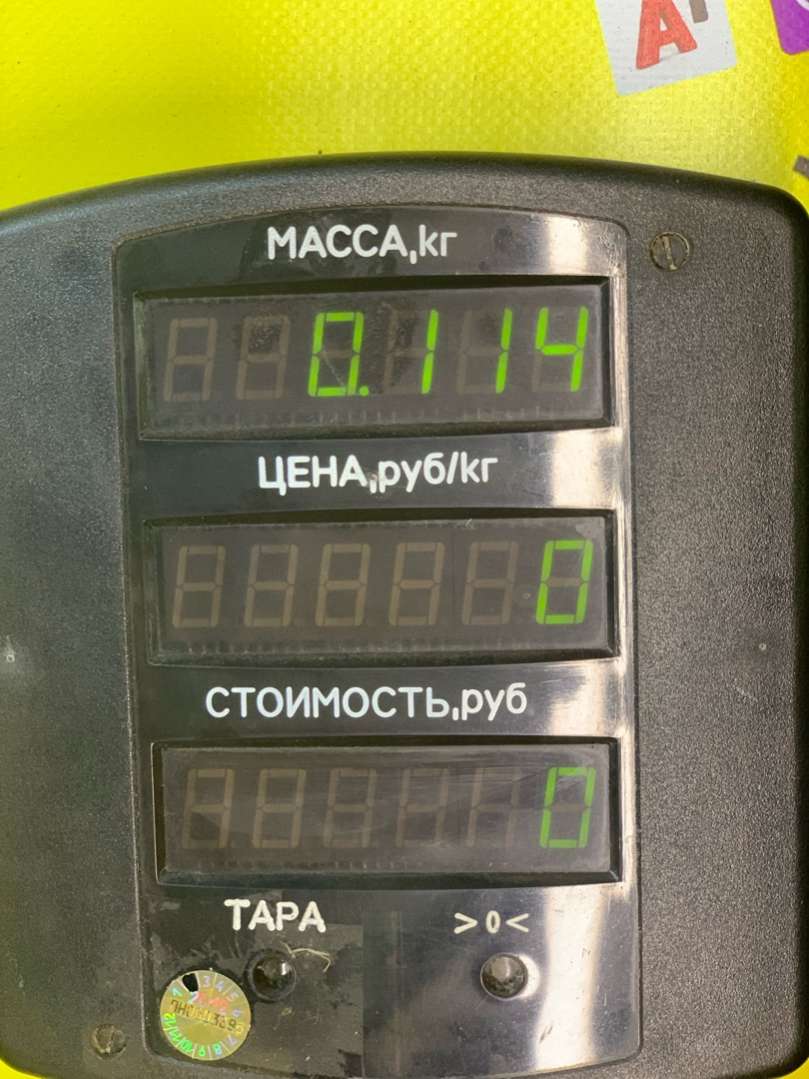 МАССА,кг
0.114
ЦЕНА,руб/кг
0
СТОИМОСТЬ,руб
0
ТАРА >0<